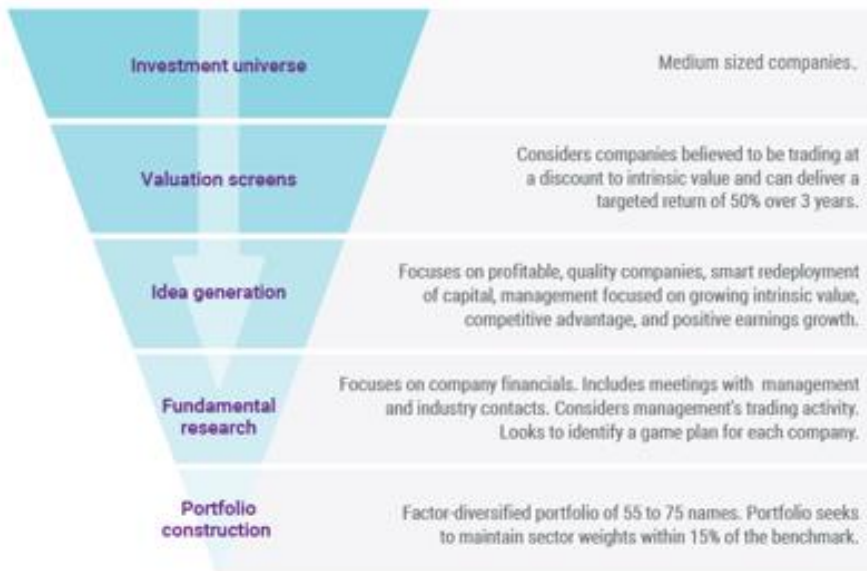 Investment universe
Medium sized companies.
Valuation screens
Considers companies believed to be trading at
a discount to intrinsic value and can deliver a
targeted return of 50% over 3 years.
Idea generation
Focuses on profitable, quality companies, smart redeployment
of capital, management focused on growing intrinsic value,
competitive advantage, and positive earnings growth.
Fundamental
research
Focuses on company financials. Includes meetings with management
and industry contacts. Considers management's trading activity.
Looks to identify a game plan for each company.
Portfolio
construction
Factor-diversified portfolio of 55 to 75 names. Portfolio seeks
to maintain sector weights within 15% of the benchmark.